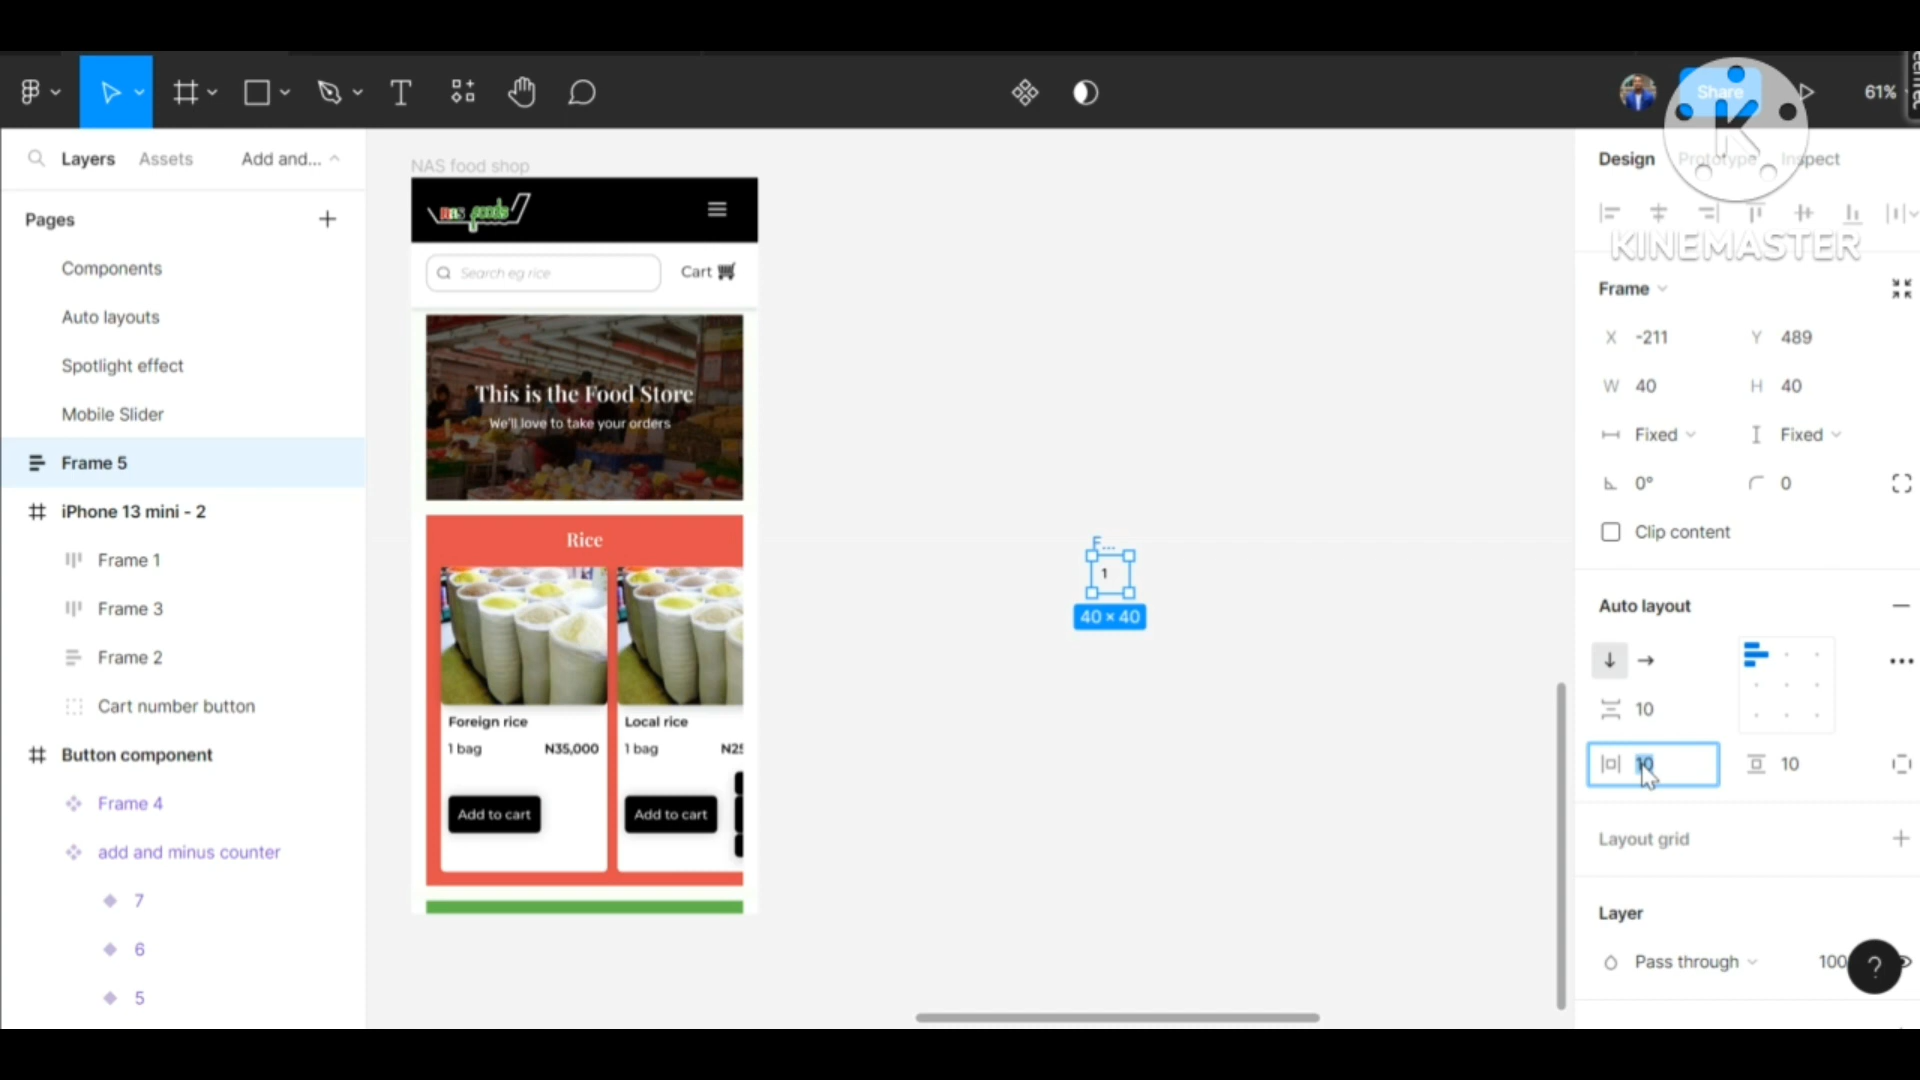 Share
61%
Layers
Assets
Add and...
Pages
Components
Auto layouts
Spotlight effect
Mobile Slider
Frame 5
iPhone 13 mini - 2
Frame 1
Frame 3
Frame 2
Cart number button
Button component
Frame 4
add and minus counter
7
6
5
NAS food shop
nas foods
Search eg rice
Cart
This is the Food Store
We'll love to take your orders
Rice
Foreign rice
1 bag
N35,000
Add to cart
Local rice
1 bag
N25
Add to cart
F...
1
40 × 40
Design
Prototype
Inspect
K
KINEMASTER
Frame
X -211
Y 489
W 40
H 40
Fixed
Fixed
0°
0
Clip content
Auto layout
10
10
10
Layout grid
Layer
Pass through
100
?